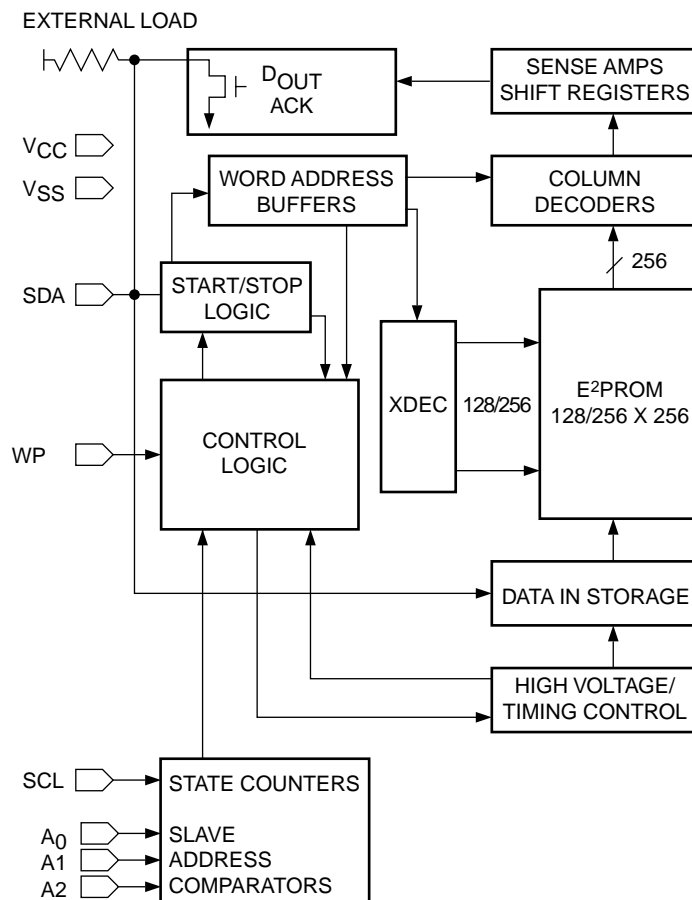 EXTERNAL LOAD
DOUT
ACK
SENSE AMPS
SHIFT REGISTERS
VCC
VSS
WORD ADDRESS
BUFFERS
COLUMN
DECODERS
256
SDA
START/STOP
LOGIC
XDEC
128/256
E2PROM
128/256 X 256
WP
CONTROL
LOGIC
DATA IN STORAGE
HIGH VOLTAGE/
TIMING CONTROL
SCL
STATE COUNTERS
A0
SLAVE
A1
ADDRESS
A2
COMPARATORS